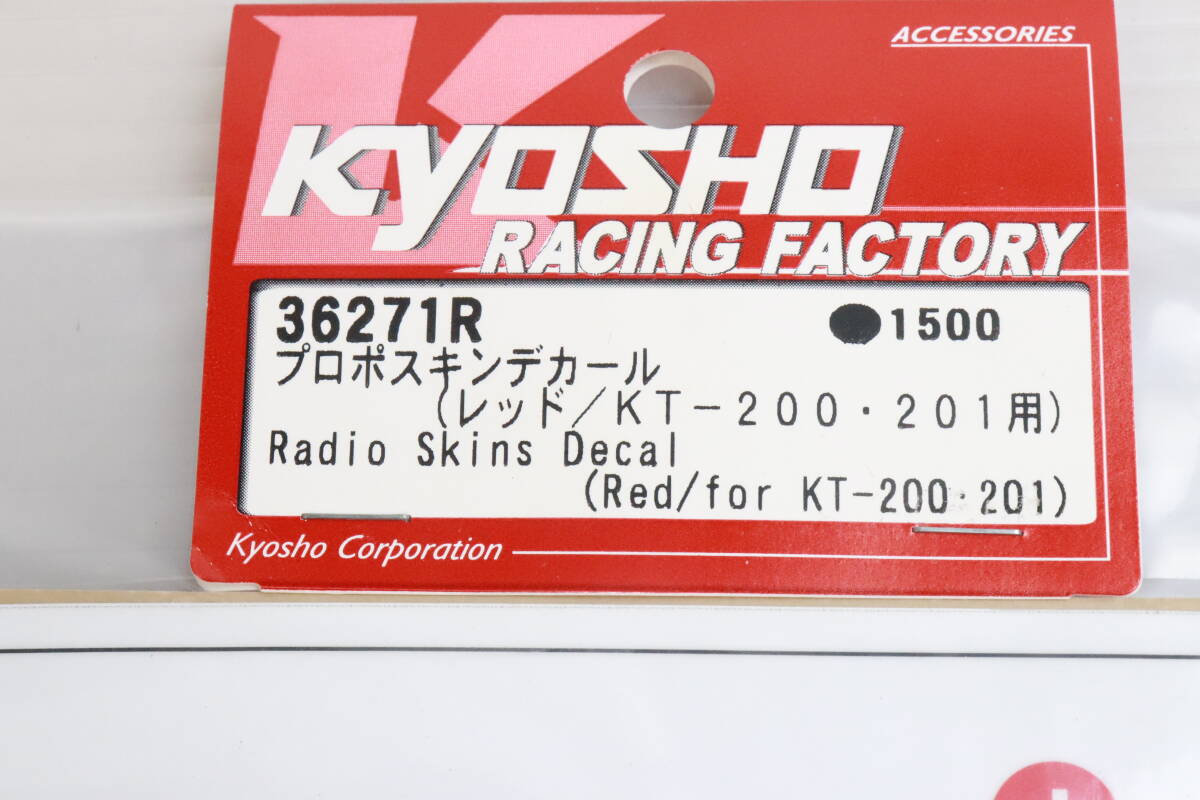 ACCESSORIES
KYOSHO
RACING FACTORY
36271R ●1500
プロポスキンデカール
(レッド/KT-200・201用)
Radio Skins Decal
(Red/for KT-200・201)
Kyosho Corporation